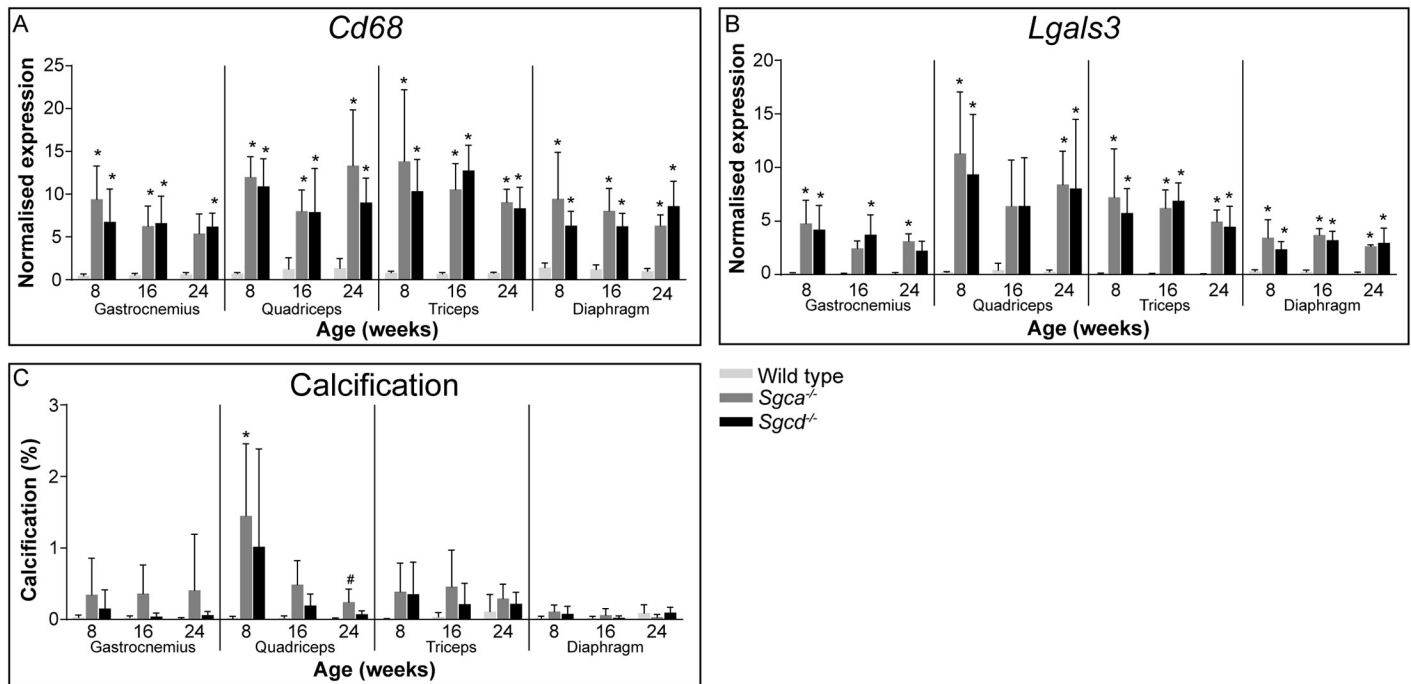 A
Cd68
Normalised expression
25
20
15
10
5
0
* * * * * * * * * * * * * * * * * * * * * * *
8 16 24 8 16 24 8 16 24 8 16 24
Gastrocnemius Quadriceps Triceps Diaphragm
Age (weeks)
B
Lgals3
Normalised expression
20
15
10
5
0
* * * * * * * * * * * * * * * * * * * *
8 16 24 8 16 24 8 16 24 8 16 24
Gastrocnemius Quadriceps Triceps Diaphragm
Age (weeks)
C
Calcification
Calcification (%)
3
2
1
0
* #
8 16 24 8 16 24 8 16 24 8 16 24
Gastrocnemius Quadriceps Triceps Diaphragm
Age (weeks)
Wild type
Sgca-/-
Sgcd-/-